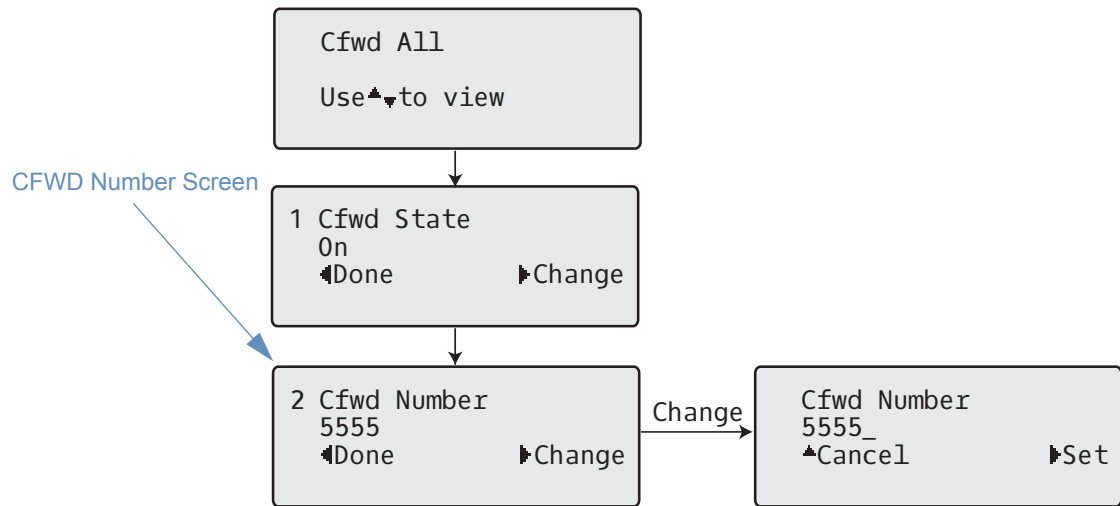 Cfwd All
Use▲▼to view
CFWD Number Screen
1 Cfwd State
On
◀Done ▶Change
2 Cfwd Number
5555
◀Done ▶Change
Change
Cfwd Number
5555_
▲Cancel ▶Set